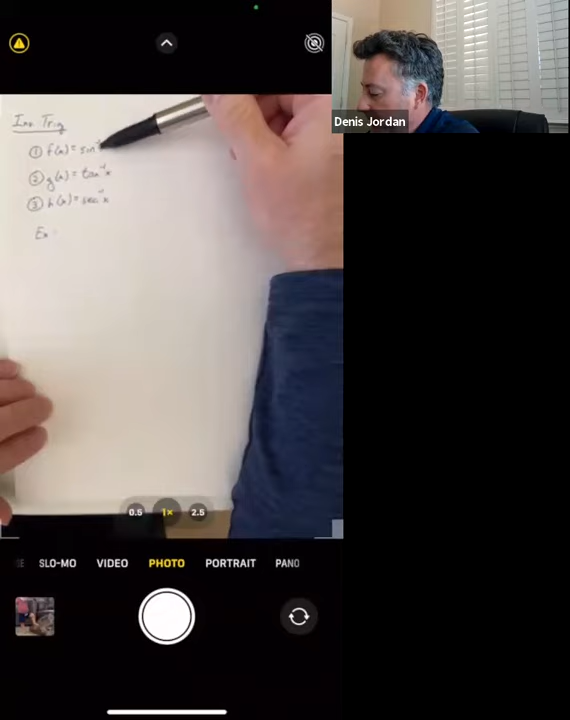 Denis Jordan
Inv. Trig
① f(x) = sin⁻¹
② g(x) = tan⁻¹x
③ h(x) = sec⁻¹x
Ex
0.5 1× 2.5
SLO-MO VIDEO PHOTO PORTRAIT PANO